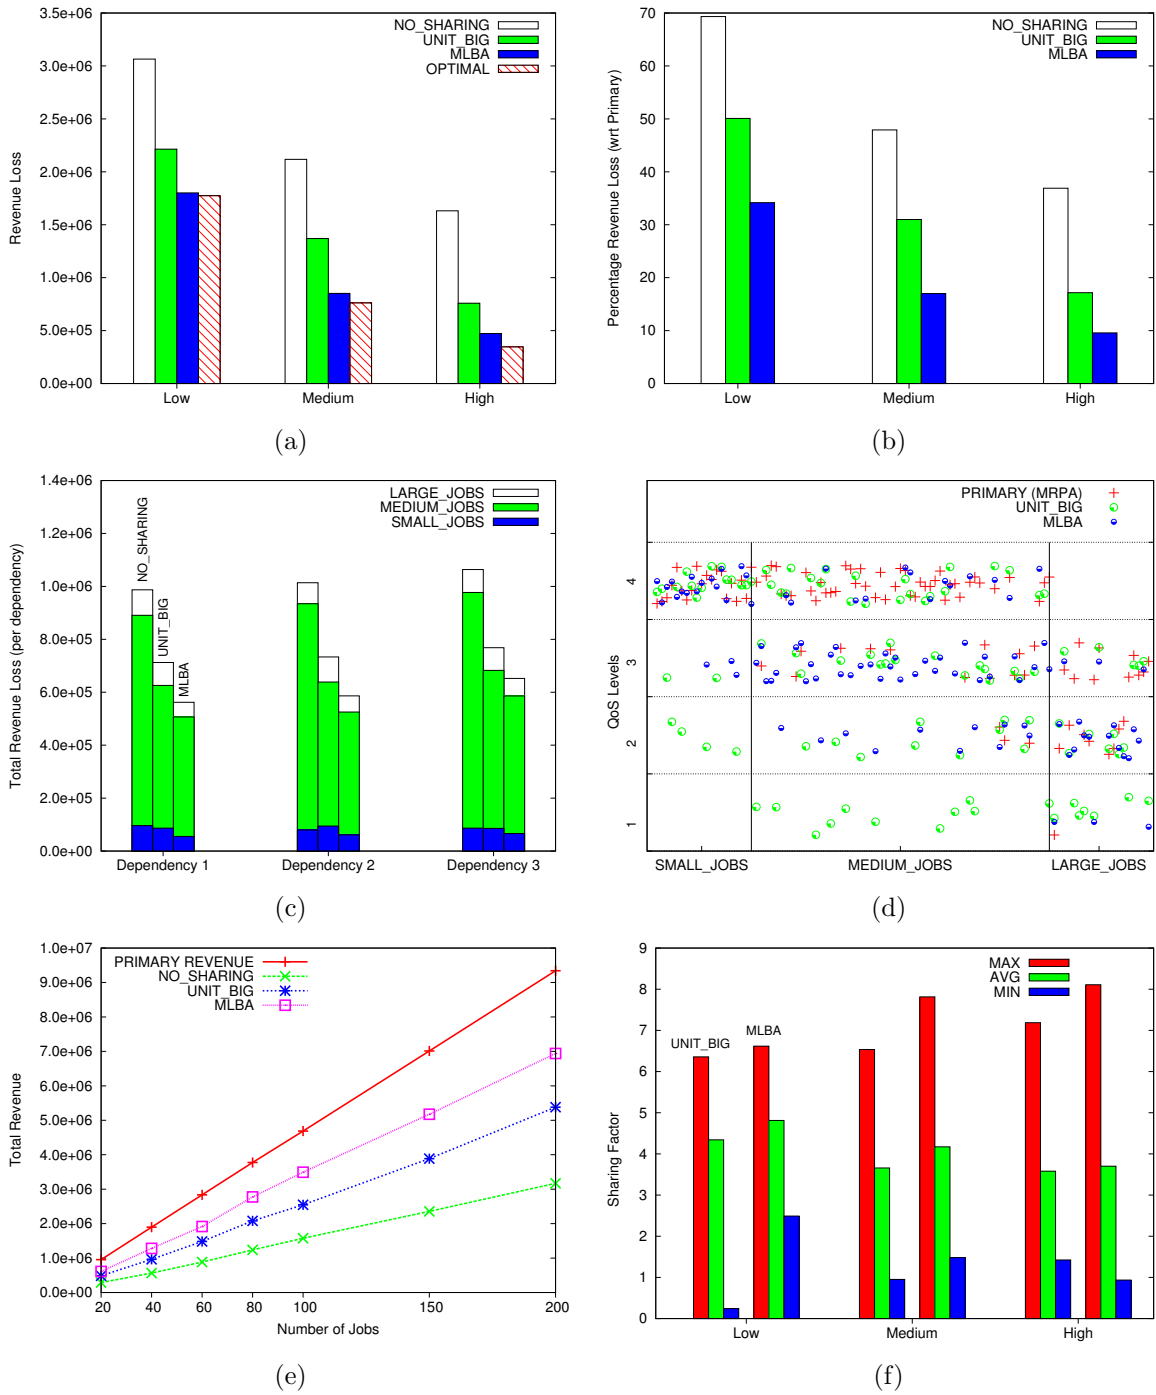 3.5e+06
3.0e+06
2.5e+06
2.0e+06
1.5e+06
1.0e+06
5.0e+05
0.0e+00
Revenue Loss
NO_SHARING
UNIT_BIG
MLBA
OPTIMAL
Low Medium High
(a)
70
60
50
40
30
20
10
0
Percentage Revenue Loss (wrt Primary)
NO_SHARING
UNIT_BIG
MLBA
Low Medium High
(b)
1.4e+06
1.2e+06
1.0e+06
8.0e+05
6.0e+05
4.0e+05
2.0e+05
0.0e+00
Total Revenue Loss (per dependency)
LARGE_JOBS
MEDIUM_JOBS
SMALL_JOBS
NO_SHARING
UNIT_BIG
MLBA
Dependency 1 Dependency 2 Dependency 3
(c)
PRIMARY (MRPA)
UNIT_BIG
MLBA
QoS Levels
4
3
2
1
SMALL_JOBS MEDIUM_JOBS LARGE_JOBS
(d)
1.0e+07
9.0e+06
8.0e+06
7.0e+06
6.0e+06
5.0e+06
4.0e+06
3.0e+06
2.0e+06
1.0e+06
0.0e+00
Total Revenue
PRIMARY REVENUE
NO_SHARING
UNIT_BIG
MLBA
20 40 60 80 100 150 200
Number of Jobs
(e)
9
8
7
6
5
4
3
2
1
0
Sharing Factor
MAX
AVG
MIN
UNIT_BIG
MLBA
Low Medium High
(f)